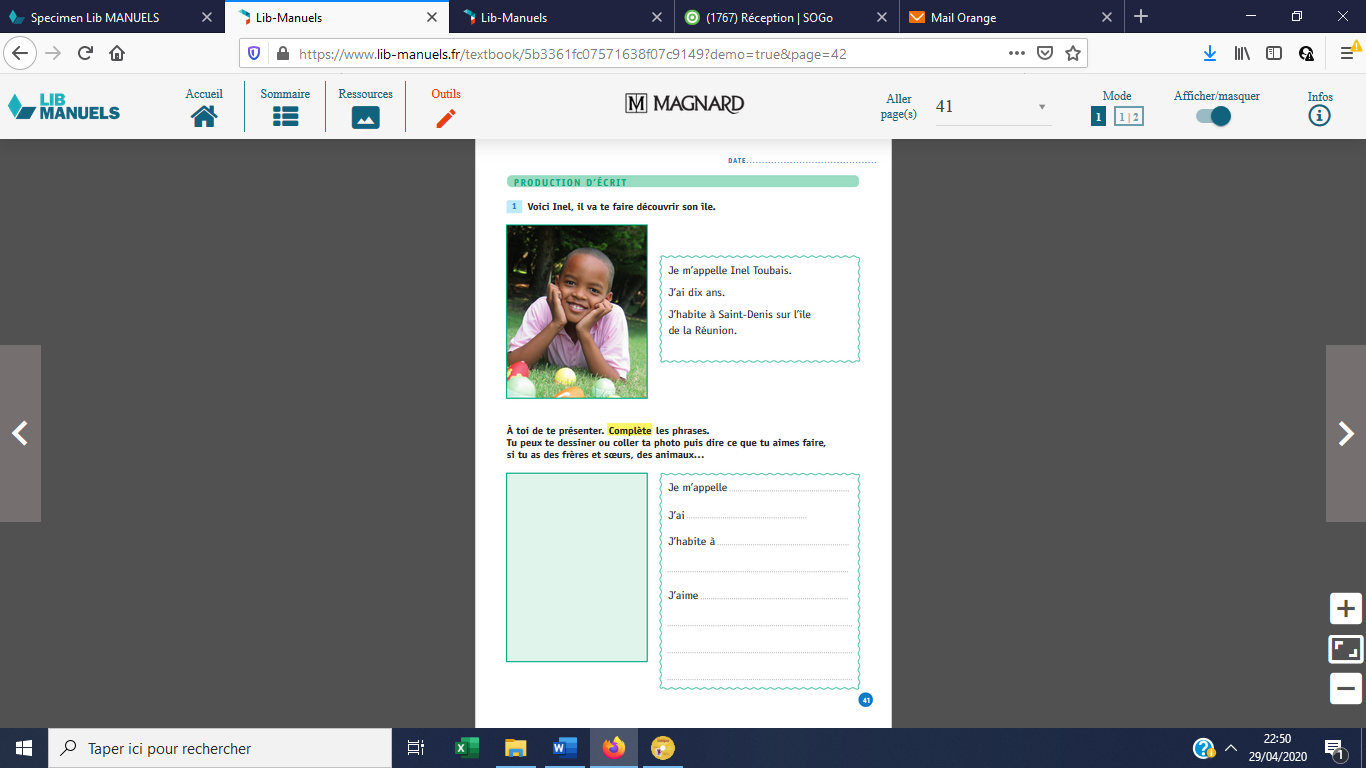 Specimen Lib MANUELS
Lib-Manuels
Lib-Manuels
(1767) Réception | SOGo
Mail Orange
https://www.lib-manuels.fr/textbook/5b3361fc07571638f07c9149?demo=true&page=42
LIB MANUELS
Accueil
Sommaire
Ressources
Outils
M MAGNARD
Aller page(s)
41
Mode
1
1|2
Afficher/masquer
Infos
DATE..........................................
PRODUCTION D'ÉCRIT
1 Voici Inel, il va te faire découvrir son île.
Je m'appelle Inel Toubais.
J'ai dix ans.
J'habite à Saint-Denis sur l'île
de la Réunion.
À toi de te présenter. Complète les phrases.
Tu peux te dessiner ou coller ta photo puis dire ce que tu aimes faire,
si tu as des frères et sœurs, des animaux...
Je m'appelle
J'ai
J'habite à
J'aime
41
Taper ici pour rechercher
22:50
29/04/2020
1